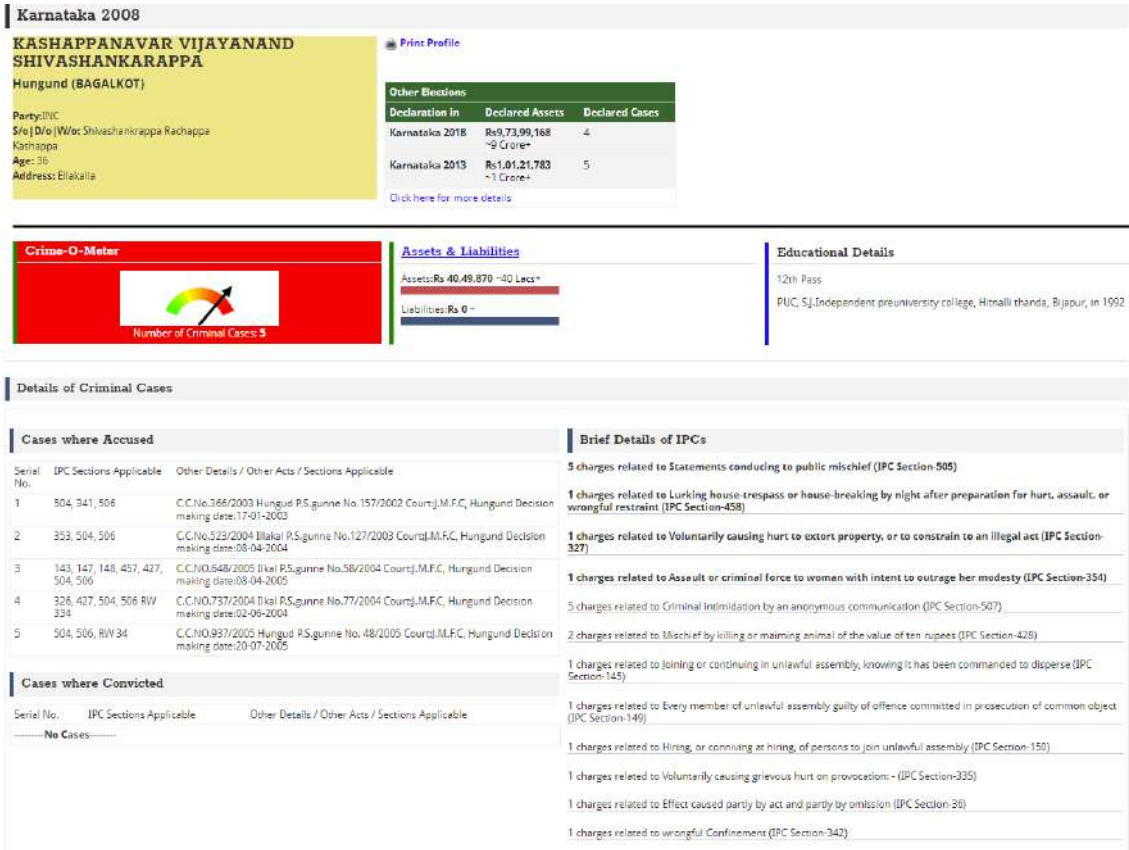 Karnataka 2008
KASHAPPANAVAR VIJAYANAND
SHIVASHANKARAPPA
Hungund (BAGALKOT)
Party:INC
S/o|D/o|W/o: Shivashankrappa Rachappa
Kashappa
Age: 36
Address: Ellakalla
Print Profile
Other Elections
Declaration in Declared Assets Declared Cases
Karnataka 2018 Rs9,73,99,168 4
~9 Crore+
Karnataka 2013 Rs1,01,21,783 5
~1 Crore+
Click here for more details
Crime-O-Meter
Number of Criminal Cases: 5
Assets & Liabilities
Assets:Rs 40,49,870 ~40 Lacs+
Liabilities:Rs 0 ~
Educational Details
12th Pass
PUC, S.J.Independent preuniversity college, Hitnalli thanda, Bijapur, in 1992
Details of Criminal Cases
Cases where Accused
Serial No. IPC Sections Applicable Other Details / Other Acts / Sections Applicable
1 504, 341, 506 C.C.No.366/2003 Hungud P.S.gunne No.157/2002 Court:J.M.F.C, Hungund Decision
making date:17-01-2003
2 353, 504, 506 C.C.No.523/2004 Illakal P.S.gunne No.127/2003 Court:J.M.F.C, Hungund Decision
making date:08-04-2004
3 143, 147, 148, 457, 427, C.C.NO.648/2005 Ilkal P.S.gunne No.58/2004 Court:J.M.F.C, Hungund Decision
504, 506 making date:08-04-2005
4 326, 427, 504, 506 RW C.C.NO.737/2004 Ilkal P.S.gunne No.77/2004 Court:J.M.F.C, Hungund Decision
334 making date:02-06-2004
5 504, 506, RW 34 C.C.NO.937/2005 Hungud P.S.gunne No. 48/2005 Court:J.M.F.C, Hungund Decision
making date:20-07-2005
Cases where Convicted
Serial No. IPC Sections Applicable Other Details / Other Acts / Sections Applicable
---------No Cases--------
Brief Details of IPCs
5 charges related to Statements conducing to public mischief (IPC Section-505)
1 charges related to Lurking house-trespass or house-breaking by night after preparation for hurt, assault, or
wrongful restraint (IPC Section-458)
1 charges related to Voluntarily causing hurt to extort property, or to constrain to an illegal act (IPC Section-
327)
1 charges related to Assault or criminal force to woman with intent to outrage her modesty (IPC Section-354)
5 charges related to Criminal Intimidation by an anonymous communication (IPC Section-507)
2 charges related to Mischief by killing or maiming animal of the value of ten rupees (IPC Section-428)
1 charges related to Joining or continuing in unlawful assembly, knowing it has been commanded to disperse (IPC
Section-145)
1 charges related to Every member of unlawful assembly guilty of offence committed in prosecution of common object
(IPC Section-149)
1 charges related to Hiring, or conniving at hiring, of persons to join unlawful assembly (IPC Section-150)
1 charges related to Voluntarily causing grievous hurt on provocation: - (IPC Section-335)
1 charges related to Effect caused partly by act and partly by omission (IPC Section-36)
1 charges related to wrongful Confinement (IPC Section-342)